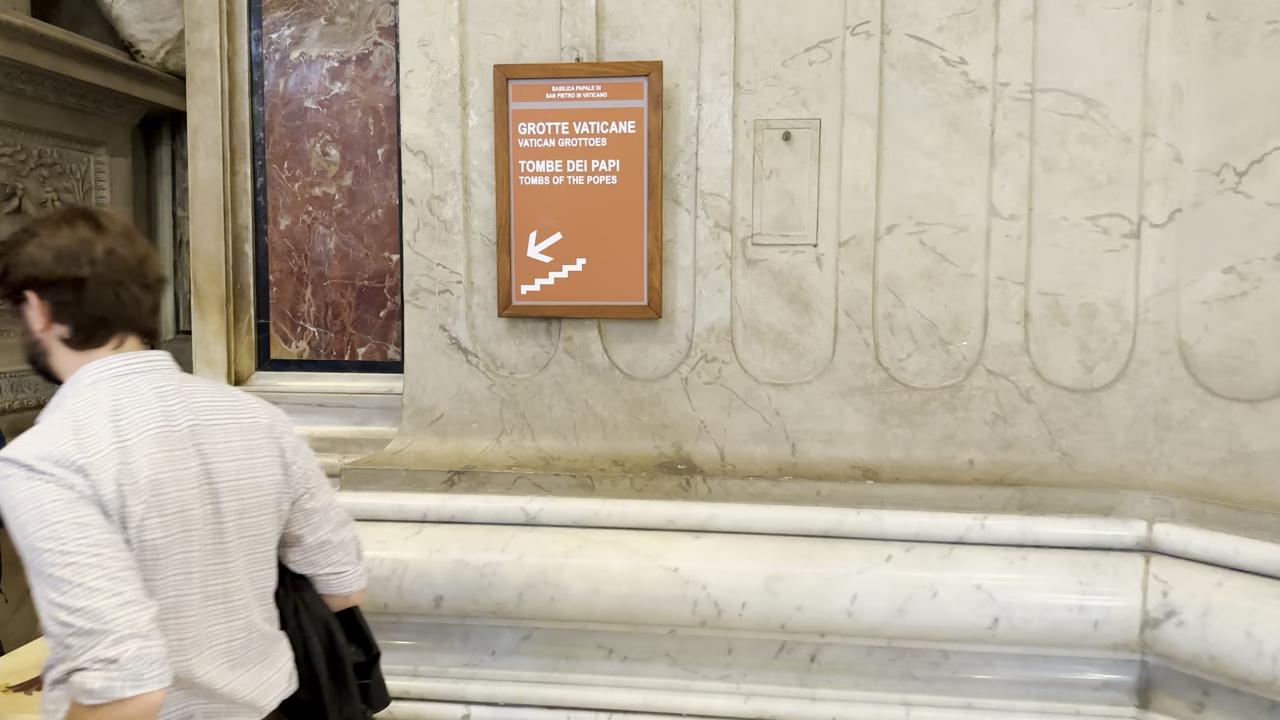 BASILICA PAPALE DI
SAN PIETRO IN VATICANO
GROTTE VATICANE
VATICAN GROTTOES
TOMBE DEI PAPI
TOMBS OF THE POPES